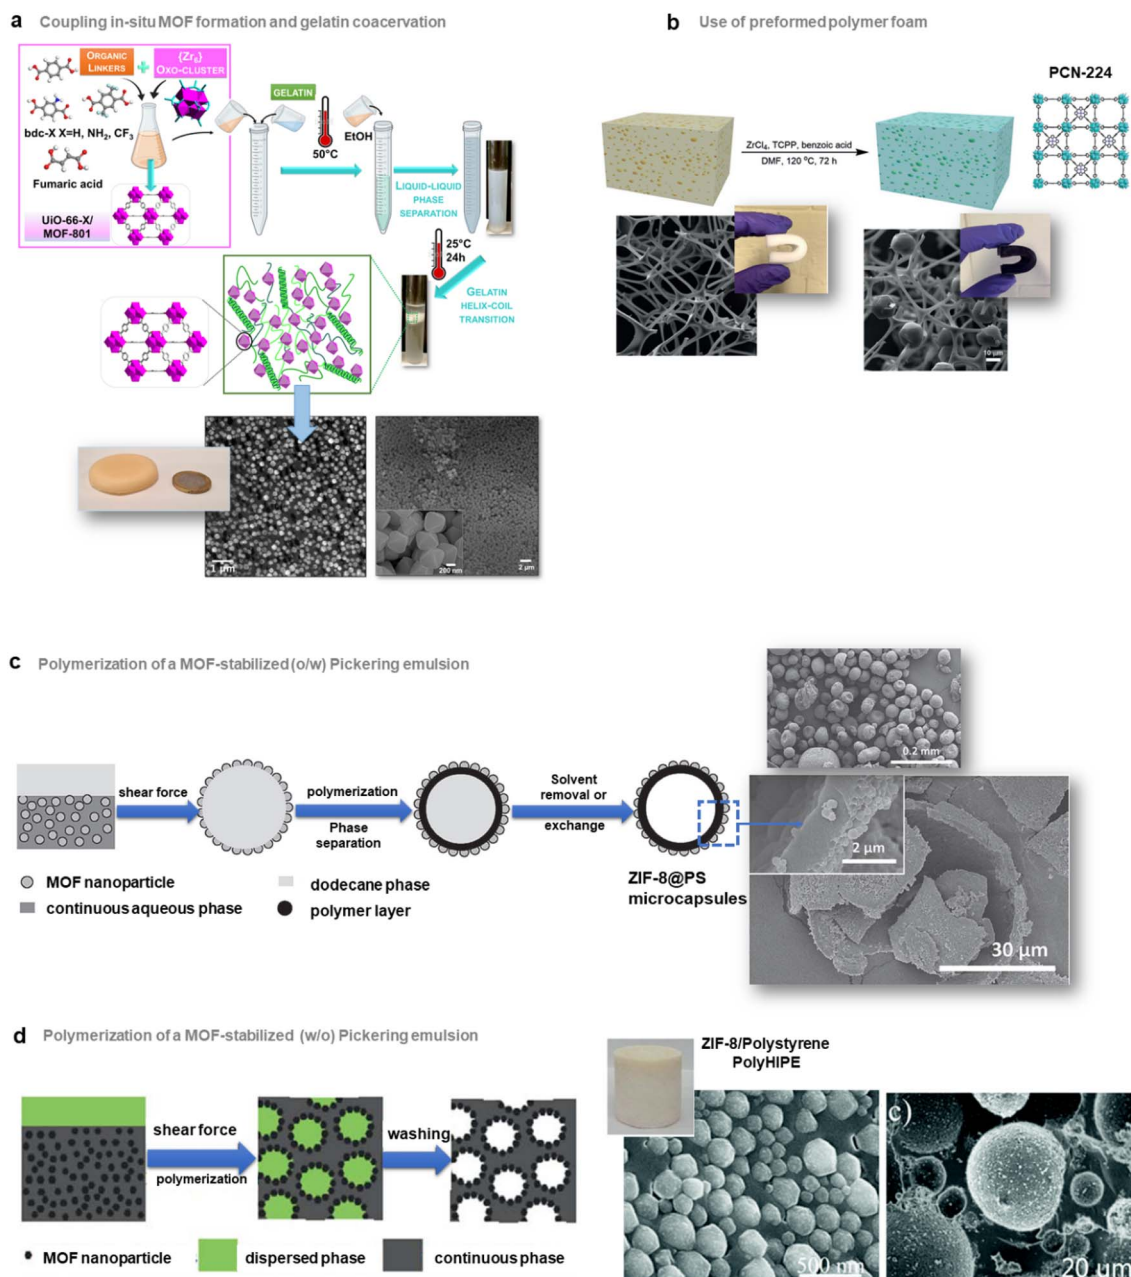 a Coupling in-situ MOF formation and gelatin coacervation
ORGANIC LINKERS
+
{Zr6} OXO-CLUSTER
bdc-X X=H, NH2, CF3
Fumaric acid
UiO-66-X/
MOF-801
GELATIN
50°C
EtOH
LIQUID-LIQUID
PHASE
SEPARATION
25°C
24h
GELATIN
HELIX-COIL
TRANSITION
1 μm
200 nm
2 μm
b Use of preformed polymer foam
PCN-224
ZrCl4, TCPP, benzoic acid
DMF, 120 °C, 72 h
10 μm
c Polymerization of a MOF-stabilized (o/w) Pickering emulsion
shear force
polymerization
Phase
separation
Solvent
removal or
exchange
ZIF-8@PS
microcapsules
MOF nanoparticle
continuous aqueous phase
dodecane phase
polymer layer
0.2 mm
2 μm
30 μm
d Polymerization of a MOF-stabilized (w/o) Pickering emulsion
shear force
polymerization
washing
MOF nanoparticle
dispersed phase
continuous phase
ZIF-8/Polystyrene
PolyHIPE
500 nm
c)
20 μm